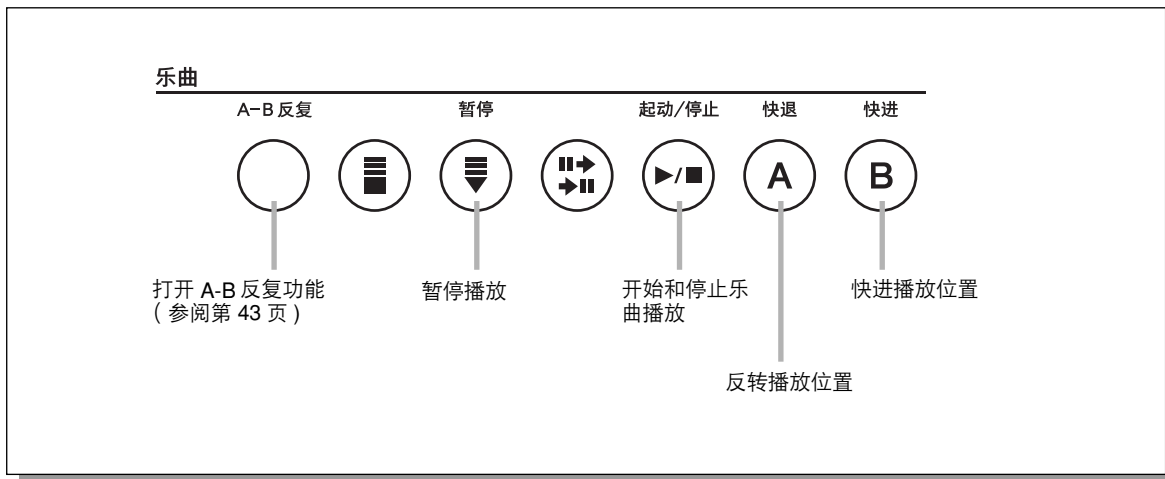 乐曲
A-B反复 暂停 起动/停止 快退 快进
▶/■ A B
打开 A-B 反复功能
(参阅第 43 页)
暂停播放
开始和停止乐
曲播放
快进播放位置
反转播放位置